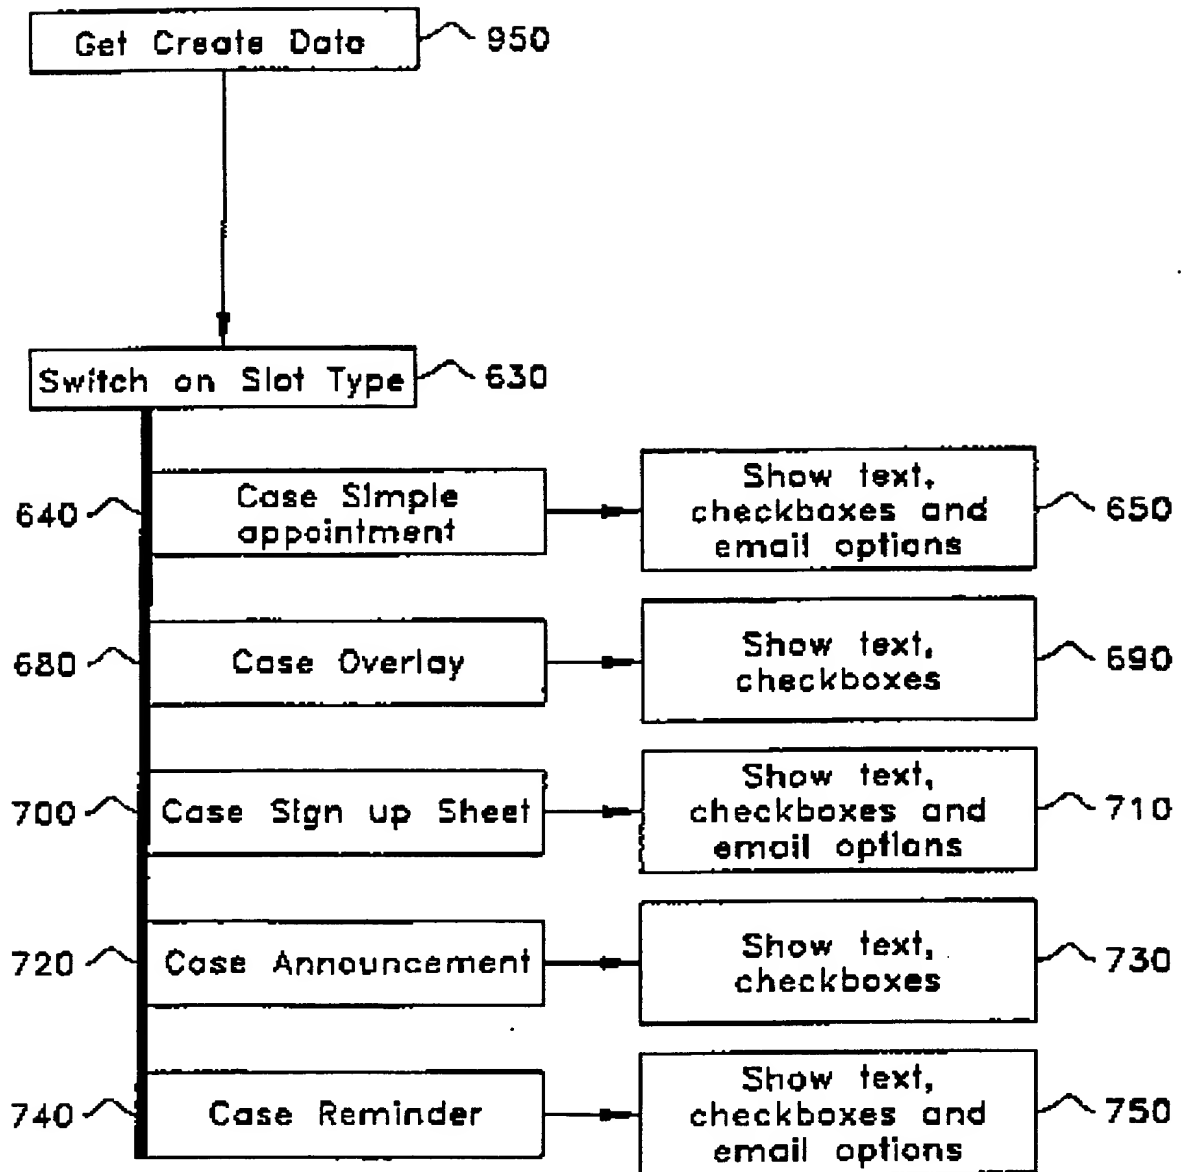 Get Create Data
950
Switch on Slot Type
630
640
Case Simple
appointment
Show text,
checkboxes and
email options
650
680
Case Overlay
Show text,
checkboxes
690
700
Case Sign up Sheet
Show text,
checkboxes and
email options
710
720
Case Announcement
Show text,
checkboxes
730
740
Case Reminder
Show text,
checkboxes and
email options
750